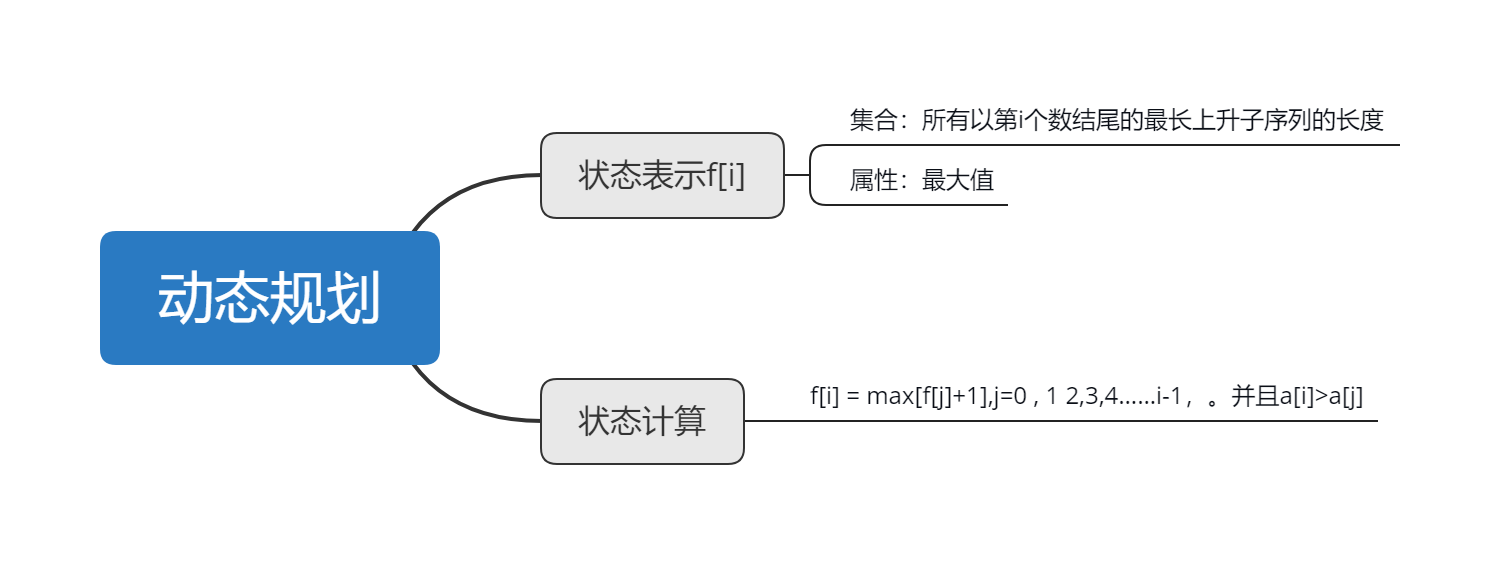 集合：所有以第i个数结尾的最长上升子序列的长度
状态表示f[i]
属性：最大值
动态规划
f[i] = max[f[j]+1],j=0 , 1 2,3,4......i-1，。并且a[i]>a[j]
状态计算